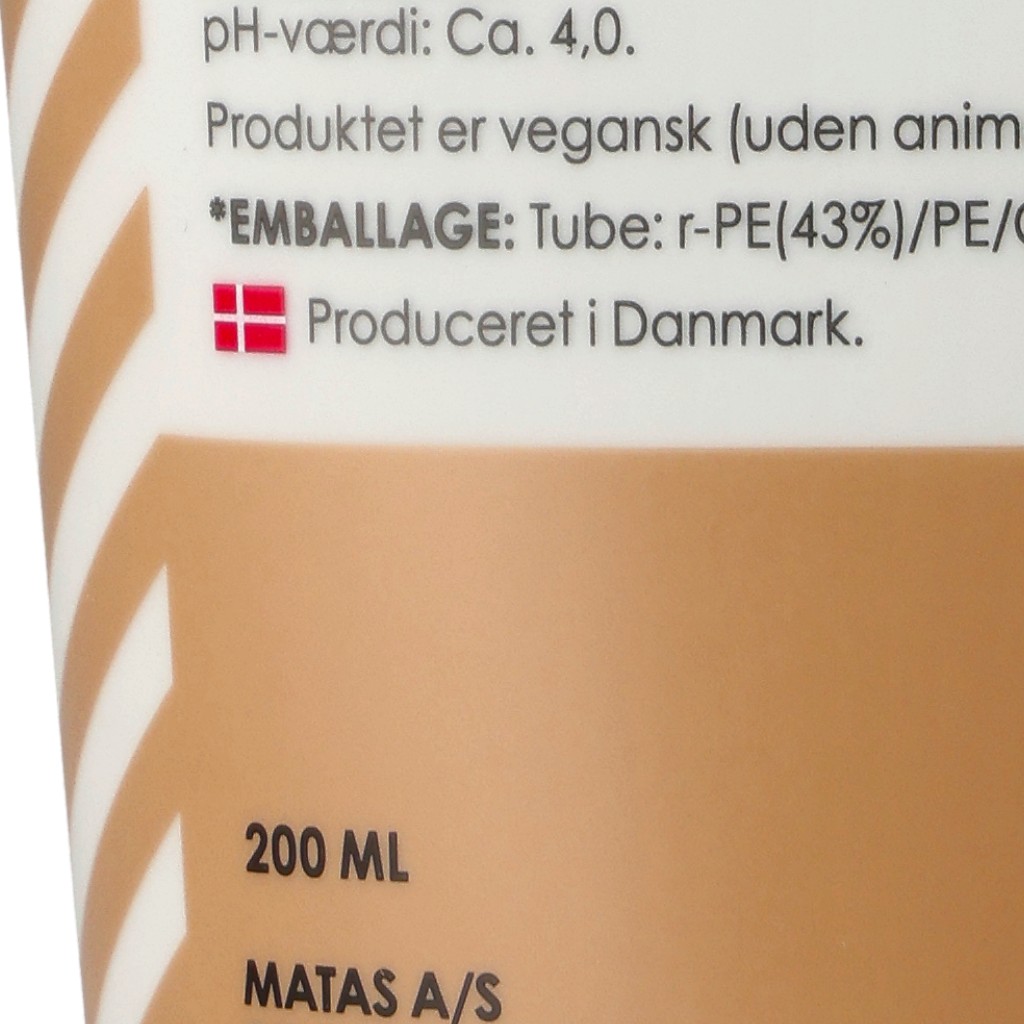 pH-værdi: Ca. 4,0.
Produktet er vegansk (uden anim
*EMBALLAGE: Tube: r-PE(43%)/PE/
Produceret i Danmark.
200 ML
MATAS A/S